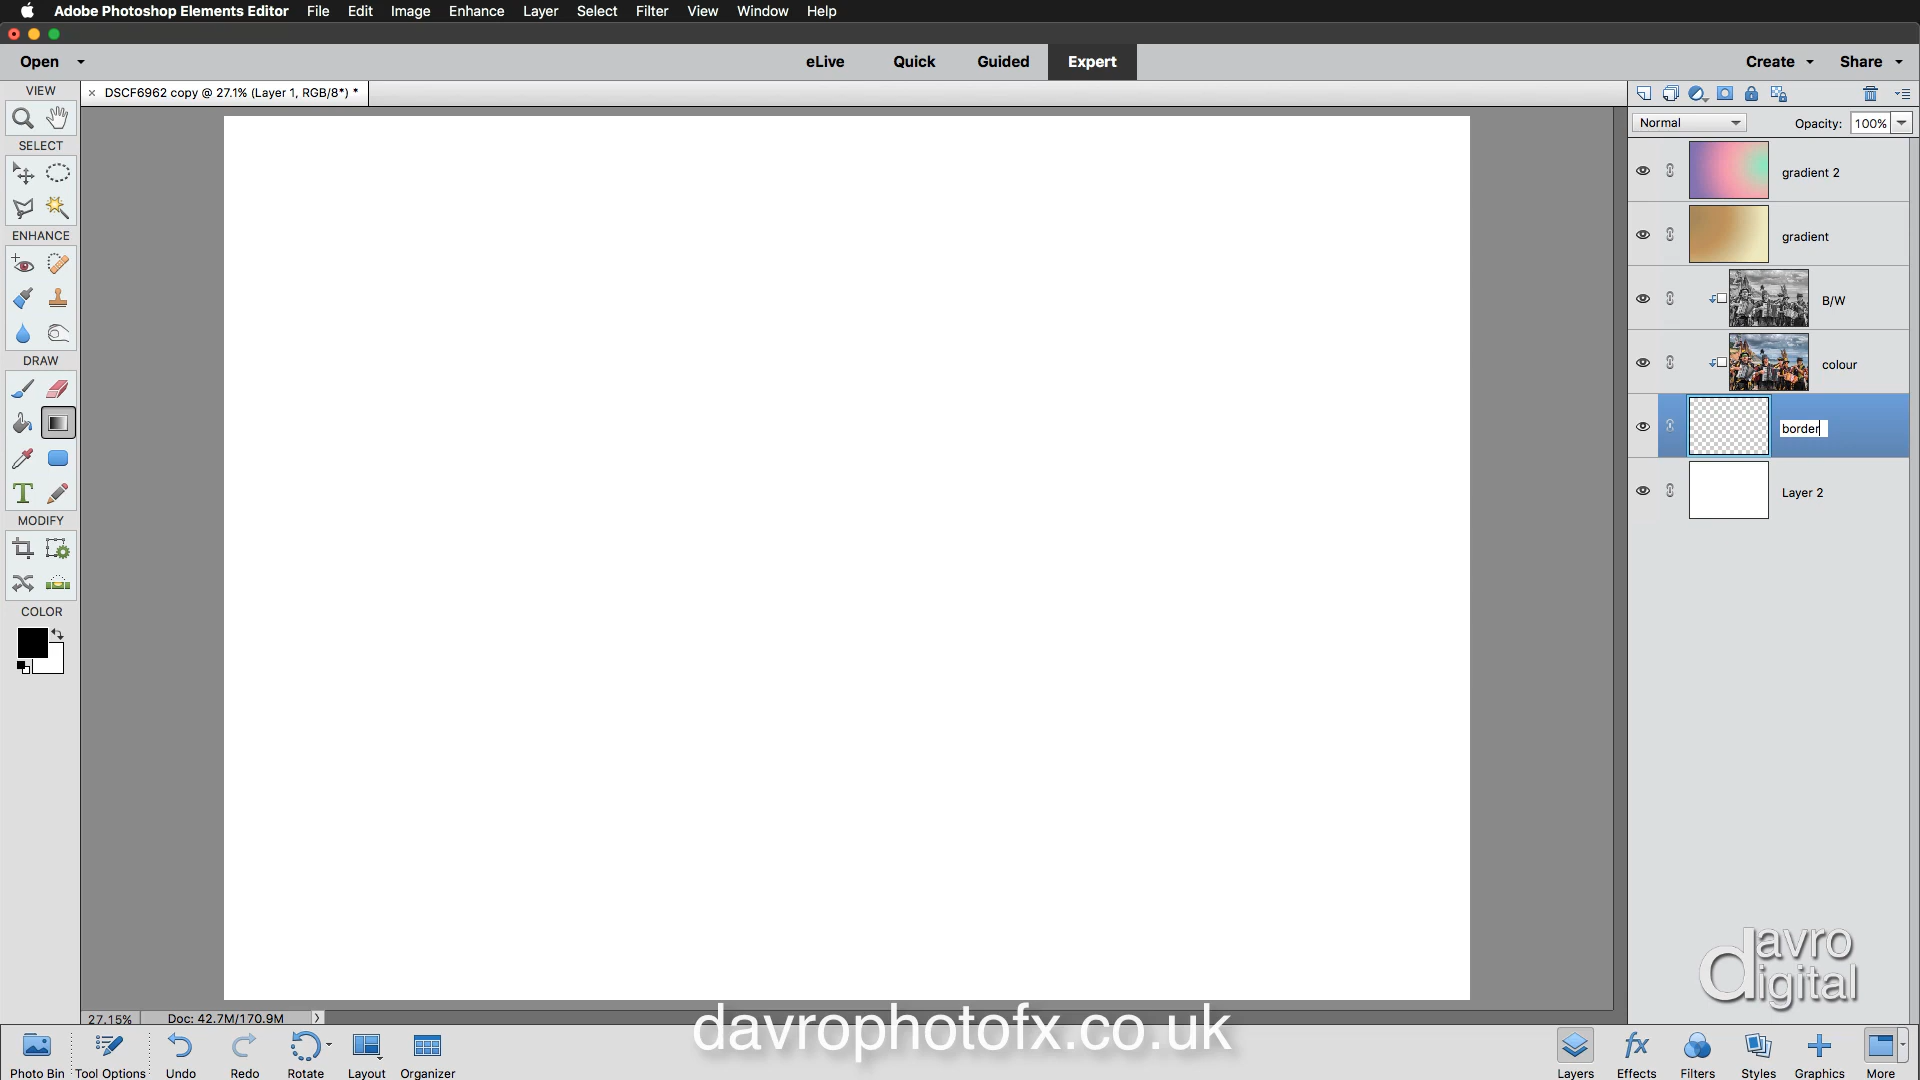 Adobe Photoshop Elements Editor File Edit Image Enhance Layer Select Filter View Window Help
Open eLive Quick Guided Expert Create Share
VIEW
× DSCF6962 copy @ 27.1% (Layer 1, RGB/8*) *
Normal Opacity: 100%
SELECT
gradient 2
ENHANCE
gradient
B/W
DRAW
colour
border
T
Layer 2
MODIFY
COLOR
davro
digital
27.15% Doc: 42.7M/170.9M
davrophotofx.co.uk
fx
Photo Bin Tool Options Undo Redo Rotate Layout Organizer Layers Effects Filters Styles Graphics More